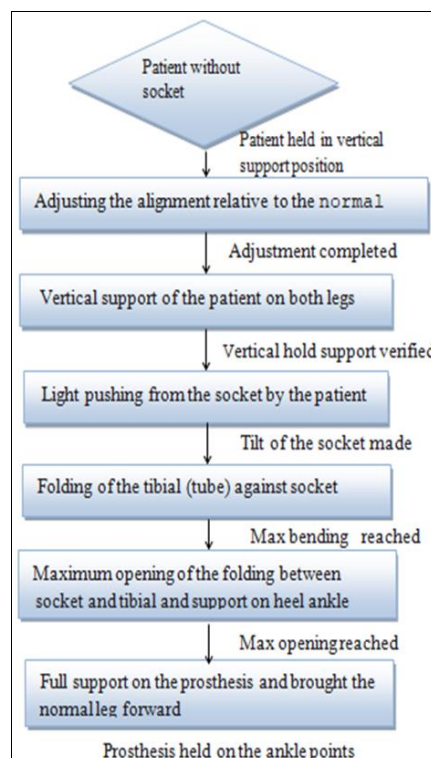 Patient without
socket
Patient held in vertical
support position
Adjusting the alignment relative to the normal
Adjustment completed
Vertical support of the patient on both legs
Vertical hold support verified
Light pushing from the socket by the patient
Tilt of the socket made
Folding of the tibial (tube) against socket
Max bending reached
Maximum opening of the folding between
socket and tibial and support on heel ankle
Max opening reached
Full support on the prosthesis and brought the
normal leg forward
Prosthesis held on the ankle points